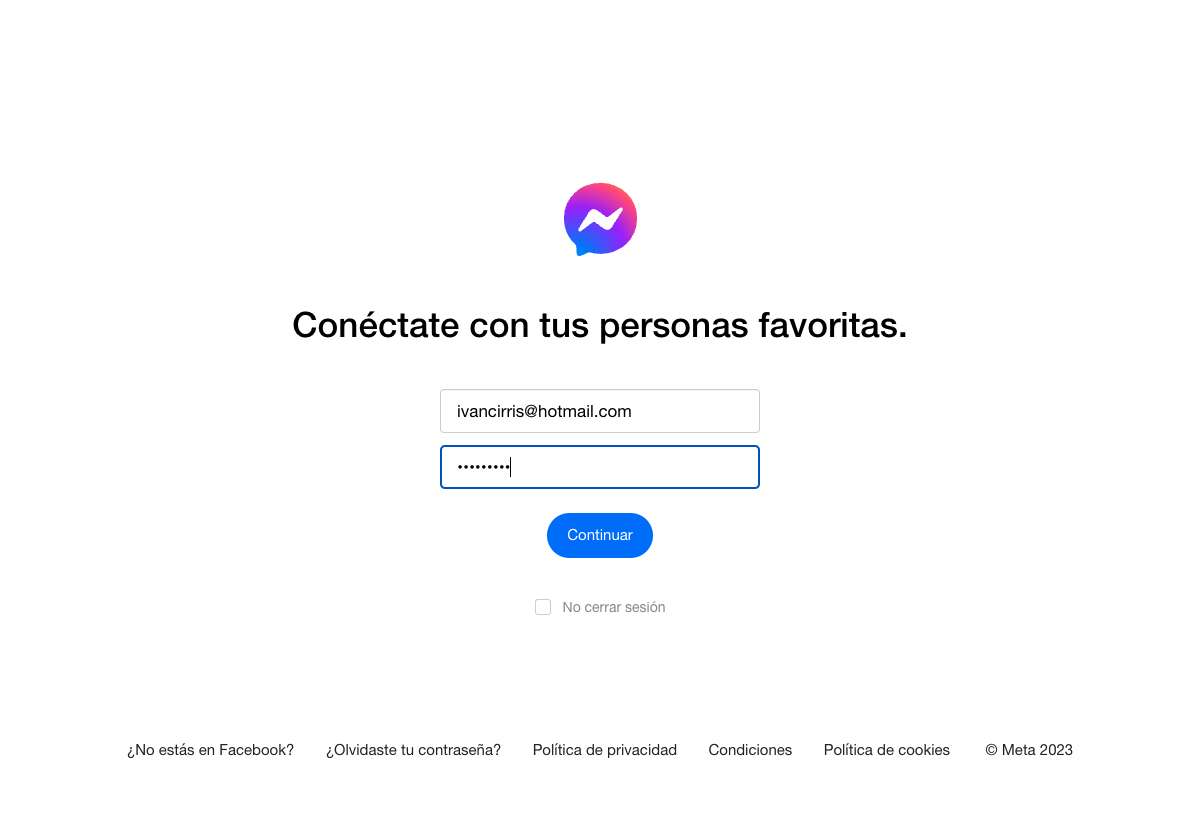 Conéctate con tus personas favoritas.
ivancirris@hotmail.com
•••••••••
Continuar
No cerrar sesión
¿No estás en Facebook? ¿Olvidaste tu contraseña? Política de privacidad Condiciones Política de cookies © Meta 2023